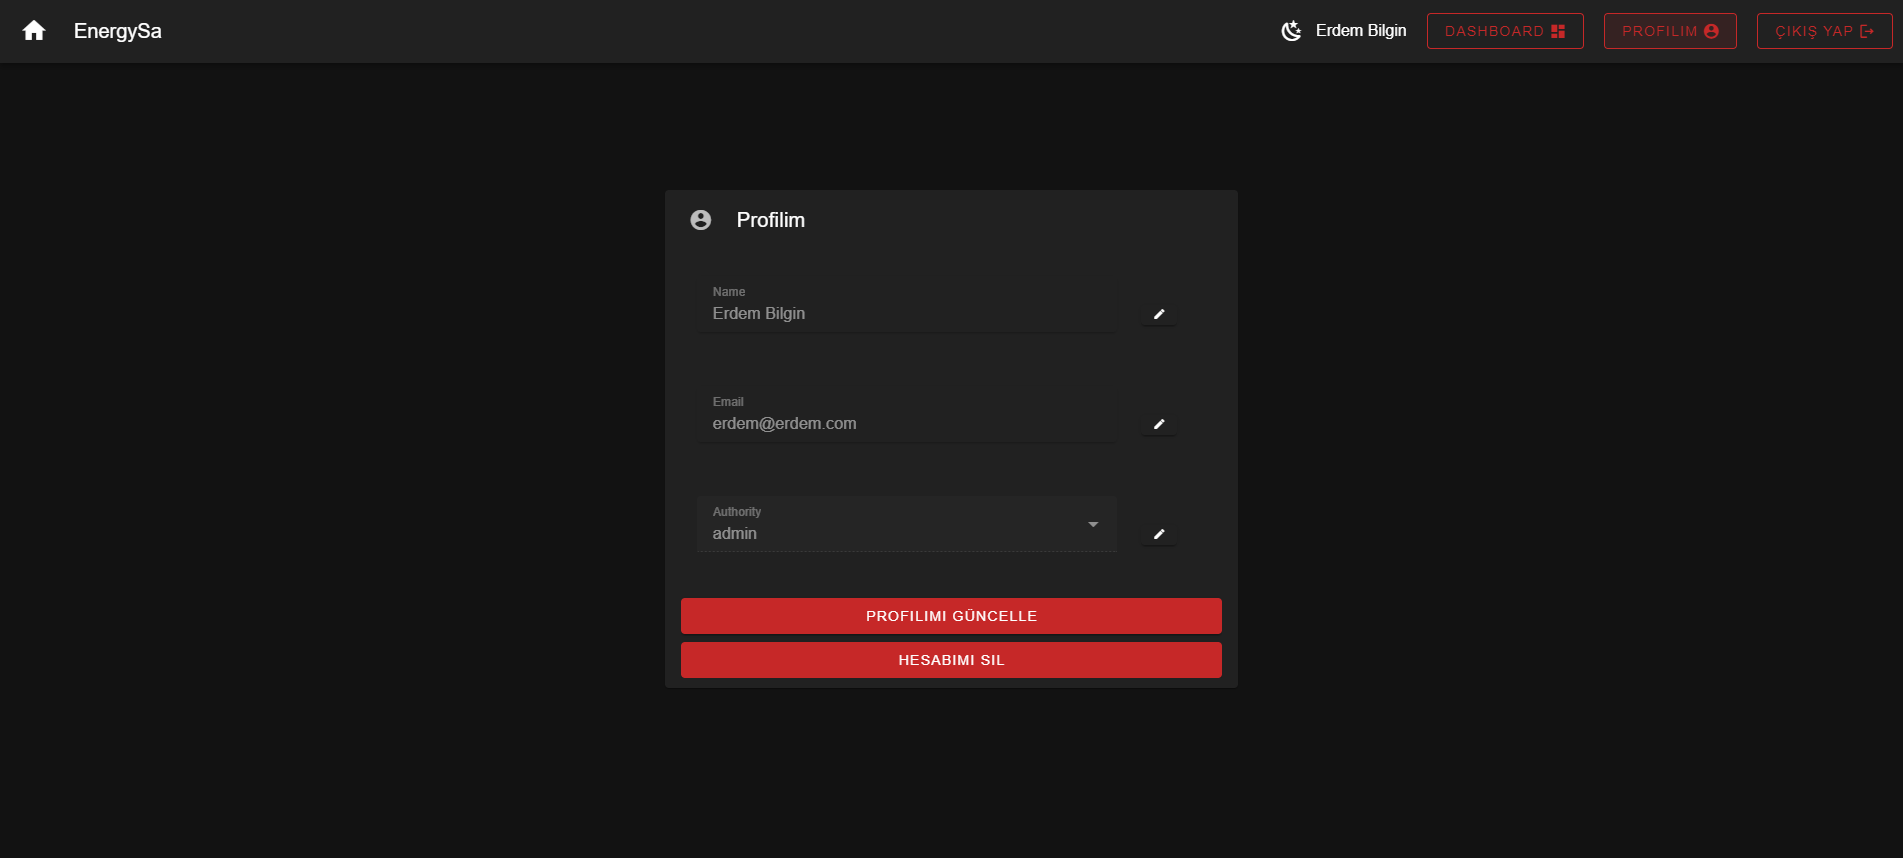 EnergySa
Erdem Bilgin
DASHBOARD
PROFILIM
ÇIKIŞ YAP
Profilim
Name
Erdem Bilgin
Email
erdem@erdem.com
Authority
admin
PROFILIMI GÜNCELLE
HESABIMI SIL